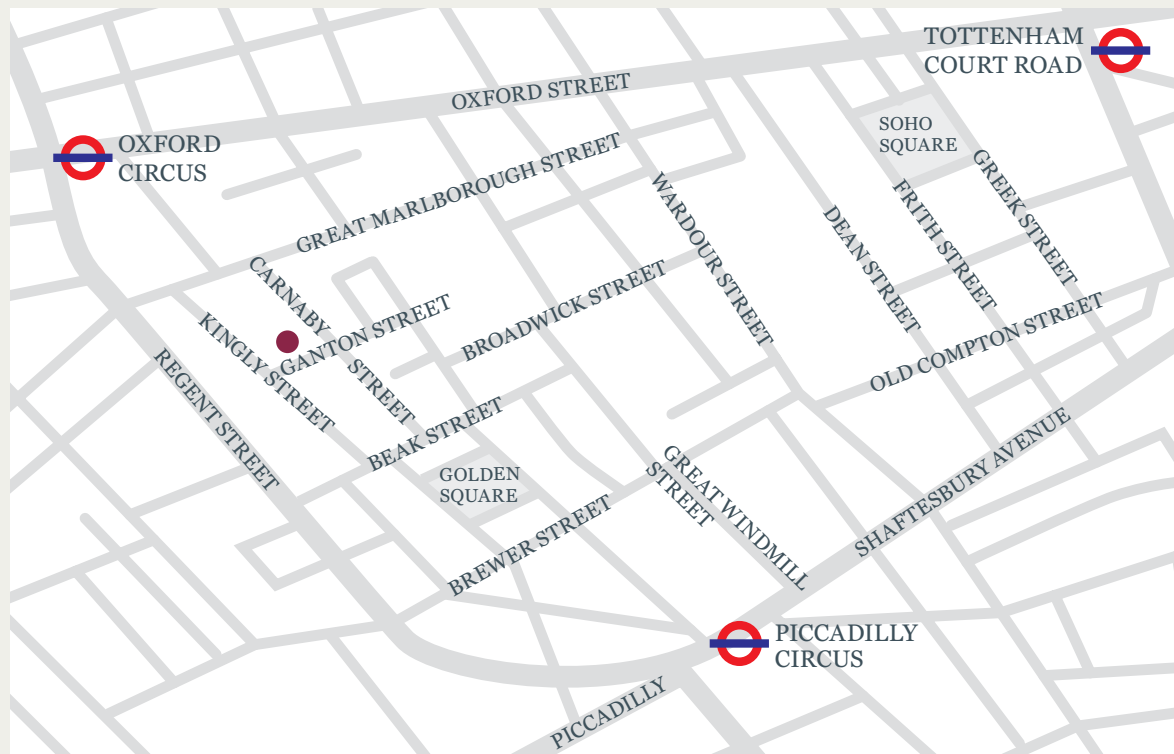 TOTTENHAM
COURT ROAD
OXFORD STREET
SOHO
SQUARE
OXFORD
CIRCUS
GREAT MARLBOROUGH STREET
WARDOUR STREET
GREEK STREET
FRITH STREET
DEAN STREET
CARNABY
STREET
BROADWICK STREET
GANTON STREET
KINGLY STREET
REGENT STREET
OLD COMPTON STREET
BEAK STREET
GOLDEN
SQUARE
GREAT WINDMILL
STREET
SHAFTESBURY AVENUE
BREWER STREET
PICCADILLY
CIRCUS
PICCADILLY